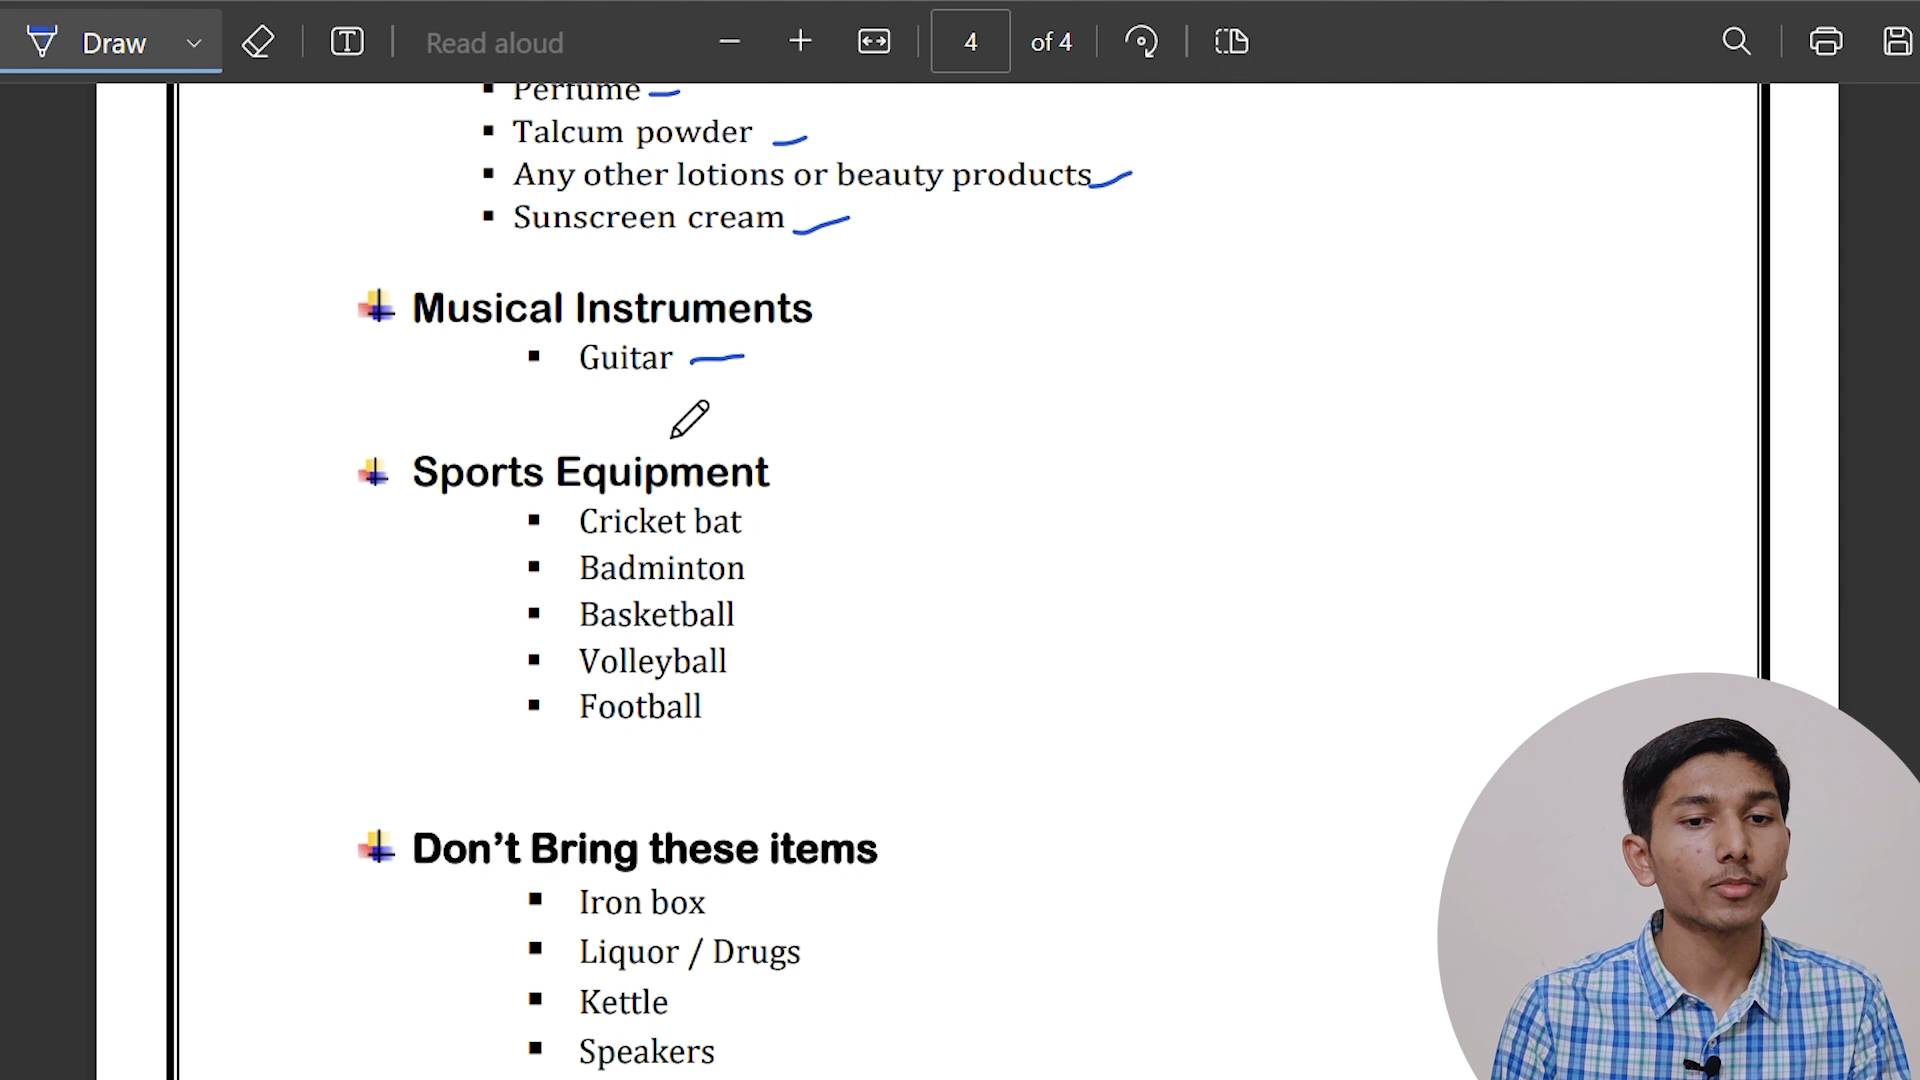 Draw
Read aloud
4 of 4
Perfume
Talcum powder
Any other lotions or beauty products
Sunscreen cream
Musical Instruments
Guitar
Sports Equipment
Cricket bat
Badminton
Basketball
Volleyball
Football
Don’t Bring these items
Iron box
Liquor / Drugs
Kettle
Speakers